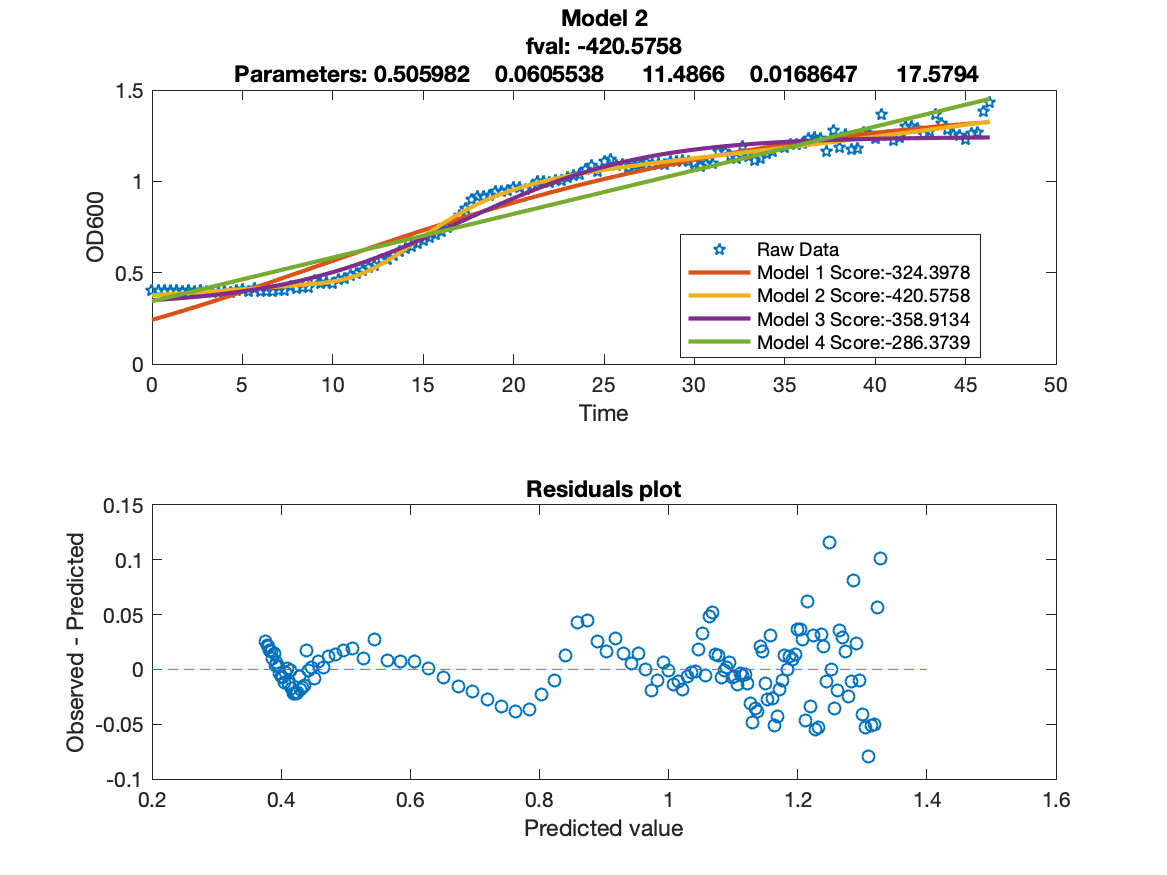 Model 2
fval: -420.5758
Parameters: 0.505982 0.0605538 11.4866 0.0168647 17.5794
1.5
1
0.5
0
OD600
Raw Data
Model 1 Score:-324.3978
Model 2 Score:-420.5758
Model 3 Score:-358.9134
Model 4 Score:-286.3739
0 5 10 15 20 25 30 35 40 45 50
Time
Residuals plot
0.15
0.1
0.05
0
-0.05
-0.1
Observed - Predicted
0.2 0.4 0.6 0.8 1 1.2 1.4 1.6
Predicted value